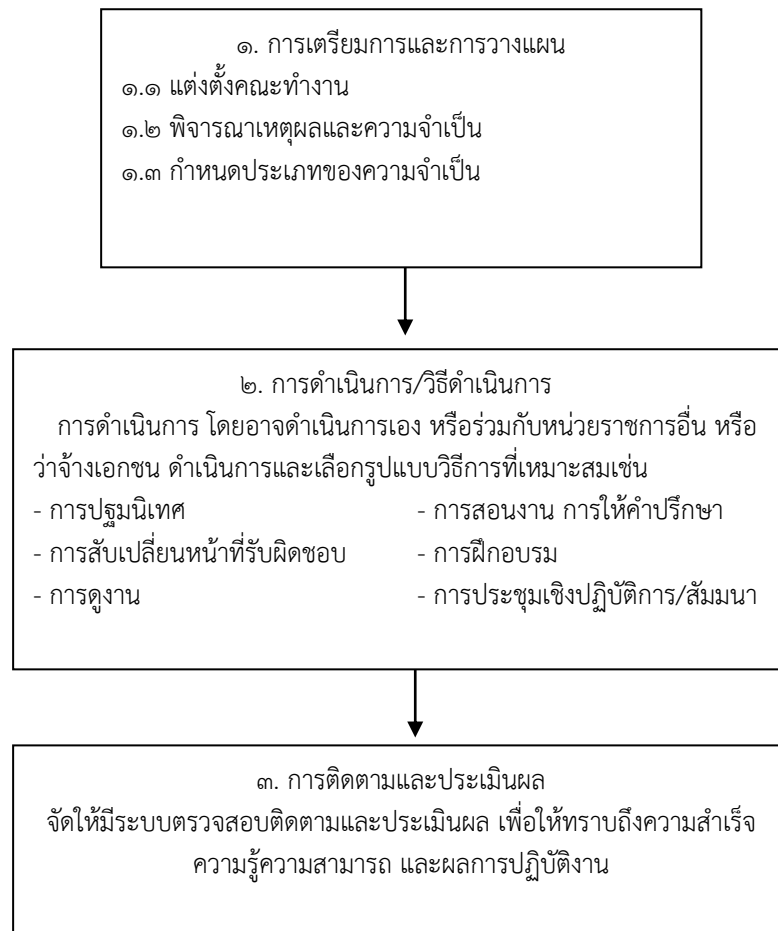 ๑. การเตรียมการและการวางแผน
๑.๑ แต่งตั้งคณะทำงาน
๑.๒ พิจารณาเหตุผลและความจำเป็น
๑.๓ กำหนดประเภทของความจำเป็น
๒. การดำเนินการ/วิธีดำเนินการ
การดำเนินการ โดยอาจดำเนินการเอง หรือร่วมกับหน่วยราชการอื่น หรือ
ว่าจ้างเอกชน ดำเนินการและเลือกรูปแบบวิธีการที่เหมาะสมเช่น
- การปฐมนิเทศ - การสอนงาน การให้คำปรึกษา
- การสับเปลี่ยนหน้าที่รับผิดชอบ - การฝึกอบรม
- การดูงาน - การประชุมเชิงปฏิบัติการ/สัมมนา
๓. การติดตามและประเมินผล
จัดให้มีระบบตรวจสอบติดตามและประเมินผล เพื่อให้ทราบถึงความสำเร็จ
ความรู้ความสามารถ และผลการปฏิบัติงาน